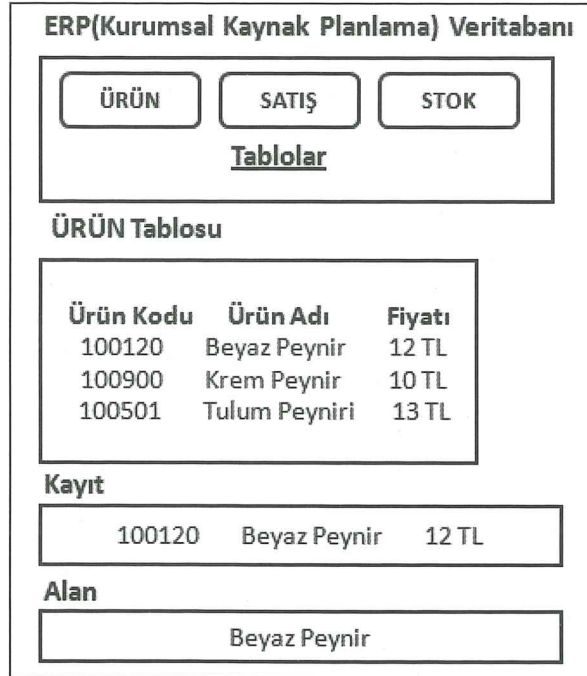 ERP(Kurumsal Kaynak Planlama) Veritabanı
ÜRÜN SATIŞ STOK
Tablolar
ÜRÜN Tablosu
Ürün Kodu Ürün Adı Fiyatı
100120 Beyaz Peynir 12 TL
100900 Krem Peynir 10 TL
100501 Tulum Peyniri 13 TL
Kayıt
100120 Beyaz Peynir 12 TL
Alan
Beyaz Peynir